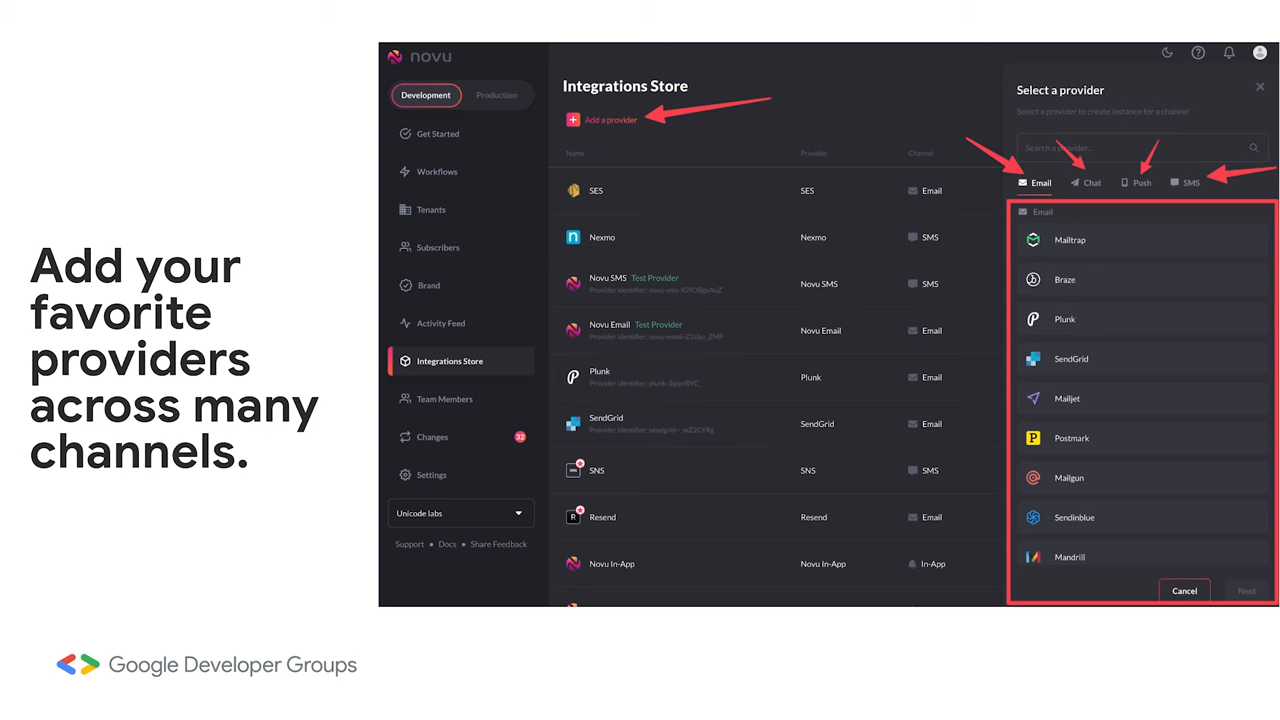 Add your
favorite
providers
across many
channels.
Google Developer Groups
novu
Development
Production
Get Started
Workflows
Tenants
Subscribers
Brand
Activity Feed
Integrations Store
Team Members
Changes
32
Settings
Unicode labs
Support • Docs • Share Feedback
Integrations Store
+ Add a provider
Name Provider Channel
SES SES Email
Nexmo Nexmo SMS
Novu SMS Test Provider Novu SMS SMS
Novu Email Test Provider Novu Email Email
Plunk Plunk Email
SendGrid SendGrid Email
SNS SNS SMS
Resend Resend Email
Novu In-App Novu In-App In-App
Select a provider
Select a provider to create instance for a channel
Search a provider...
Email Chat Push SMS
Email
Mailtrap
Braze
Plunk
SendGrid
Mailjet
Postmark
Mailgun
Sendinblue
Mandrill
Cancel
Next